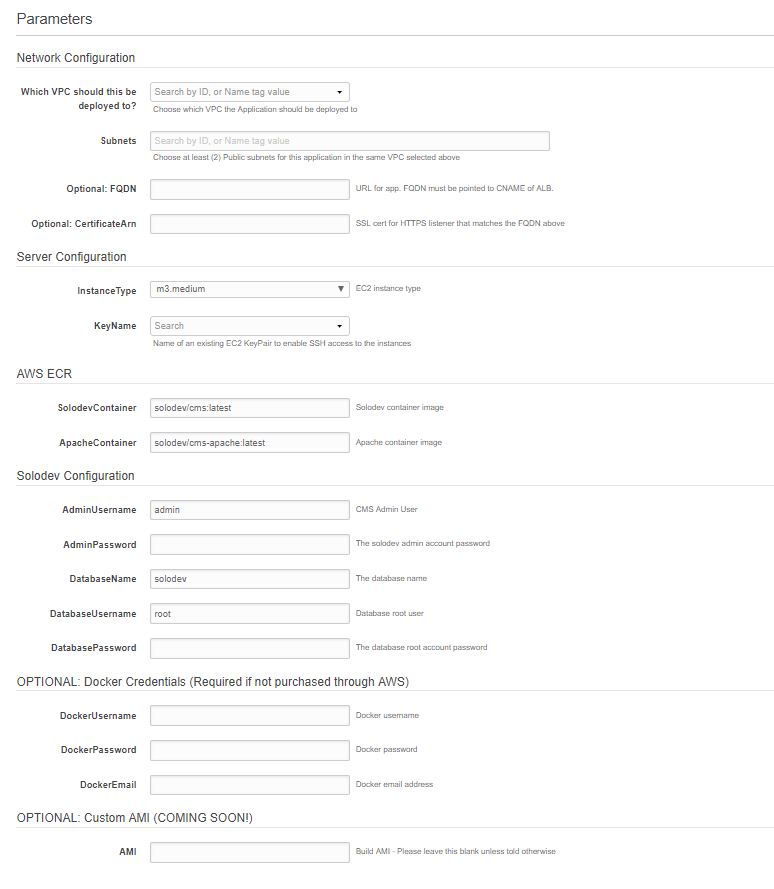 Parameters
Network Configuration
Which VPC should this be
deployed to?
Search by ID, or Name tag value
Choose which VPC the Application should be deployed to
Subnets
Search by ID, or Name tag value
Choose at least (2) Public subnets for this application in the same VPC selected above
Optional: FQDN
URL for app. FQDN must be pointed to CNAME of ALB.
Optional: CertificateArn
SSL cert for HTTPS listener that matches the FQDN above
Server Configuration
InstanceType
m3.medium
EC2 instance type
KeyName
Search
Name of an existing EC2 KeyPair to enable SSH access to the instances
AWS ECR
SolodevContainer
solodev/cms:latest
Solodev container image
ApacheContainer
solodev/cms-apache:latest
Apache container image
Solodev Configuration
AdminUsername
admin
CMS Admin User
AdminPassword
The solodev admin account password
DatabaseName
solodev
The database name
DatabaseUsername
root
Database root user
DatabasePassword
The database root account password
OPTIONAL: Docker Credentials (Required if not purchased through AWS)
DockerUsername
Docker username
DockerPassword
Docker password
DockerEmail
Docker email address
OPTIONAL: Custom AMI (COMING SOON!)
AMI
Build AMI - Please leave this blank unless told otherwise